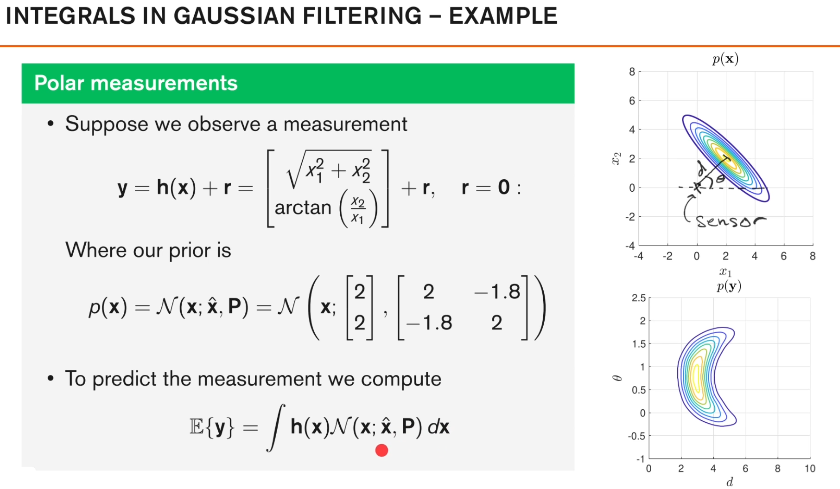 INTEGRALS IN GAUSSIAN FILTERING – EXAMPLE
Polar measurements
• Suppose we observe a measurement
y = h(x) + r = [ √(x₁² + x₂²) ; arctan (x₂/x₁) ] + r, r = 0 :
Where our prior is
p(x) = 𝒩(x; x̂, P) = 𝒩 ( x; [ 2 ; 2 ] , [ 2 −1.8 ; −1.8 2 ] )
• To predict the measurement we compute
𝔼{y} = ∫ h(x)𝒩(x; x̂, P) dx
p(x)
8
6
4
2
0
-2
-4
x₂
d
θ
sensor
-4 -2 0 2 4 6 8
x₁
p(y)
2.5
2
1.5
1
0.5
0
-0.5
-1
θ
0 2 4 6 8 10
d